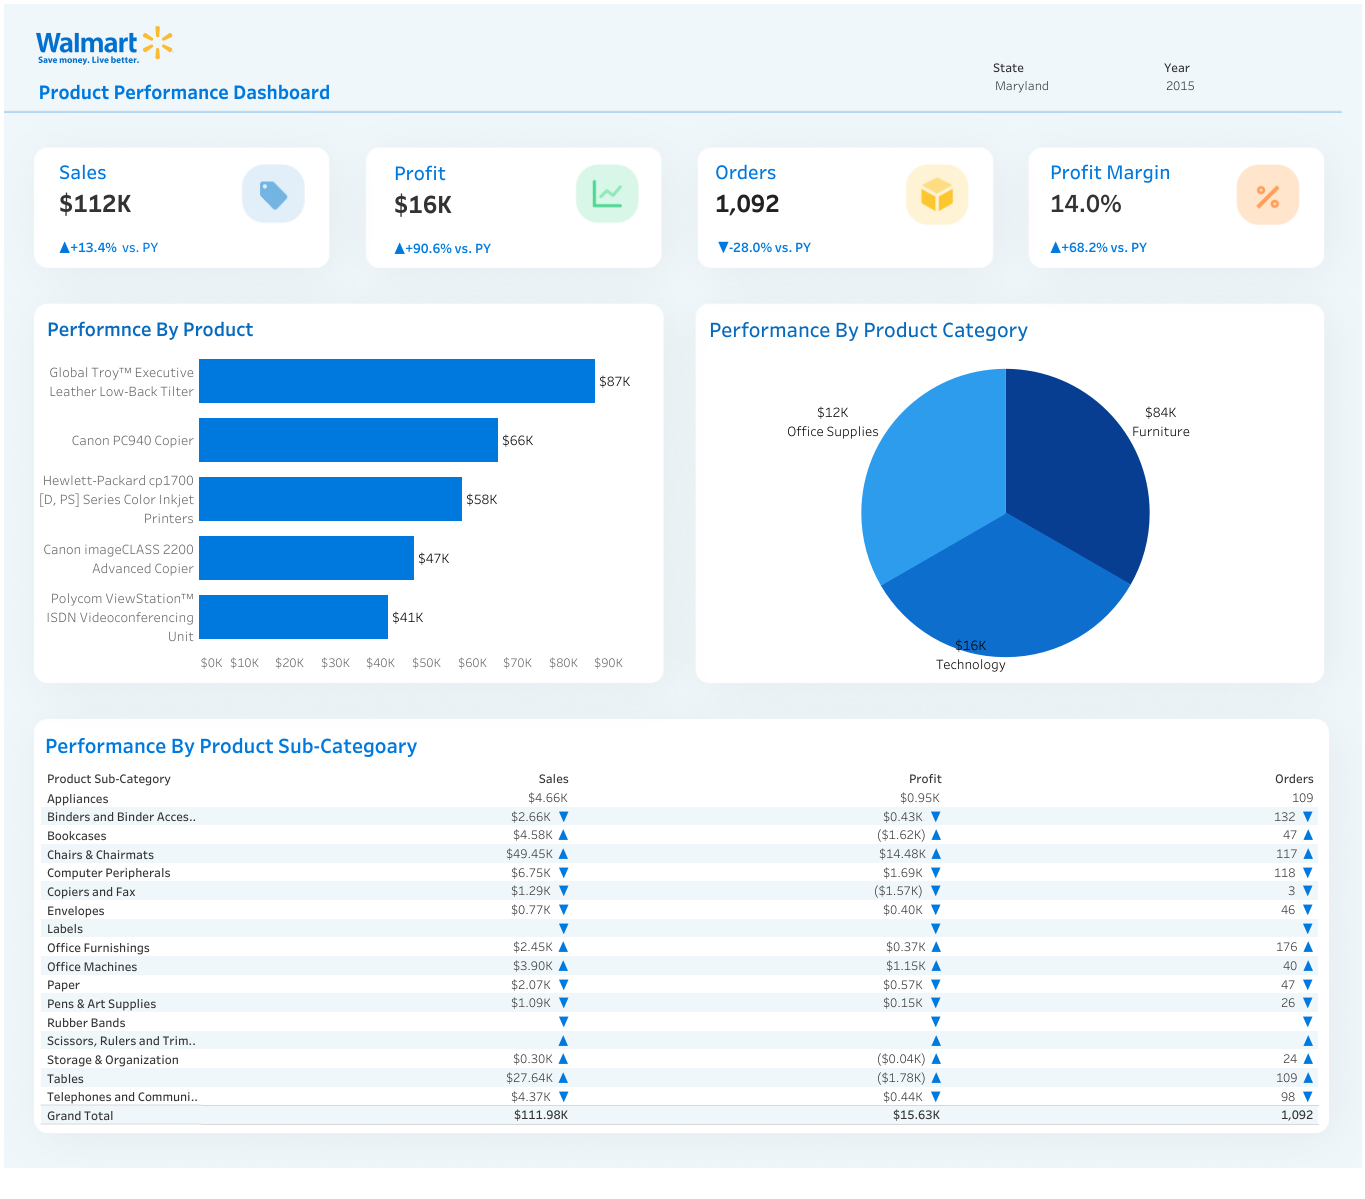 Walmart
Save money. Live better.
Product Performance Dashboard
State
Maryland
Year
2015
Sales
$112K
▲+13.4% vs. PY
Profit
$16K
▲+90.6% vs. PY
Orders
1,092
▼-28.0% vs. PY
Profit Margin
14.0%
▲+68.2% vs. PY
Performnce By Product
Global Troy™ Executive
Leather Low-Back Tilter
$87K
Canon PC940 Copier
$66K
Hewlett-Packard cp1700
[D, PS] Series Color Inkjet
Printers
$58K
Canon imageCLASS 2200
Advanced Copier
$47K
Polycom ViewStation™
ISDN Videoconferencing
Unit
$41K
$0K $10K $20K $30K $40K $50K $60K $70K $80K $90K
Performance By Product Category
$12K
Office Supplies
$84K
Furniture
$16K
Technology
Performance By Product Sub-Categoary
Product Sub-Category Sales Profit Orders
Appliances $4.66K $0.95K 109
Binders and Binder Acces.. $2.66K ▼ $0.43K ▼ 132 ▼
Bookcases $4.58K ▲ ($1.62K) ▲ 47 ▲
Chairs & Chairmats $49.45K ▲ $14.48K ▲ 117 ▲
Computer Peripherals $6.75K ▼ $1.69K ▼ 118 ▼
Copiers and Fax $1.29K ▼ ($1.57K) ▼ 3 ▼
Envelopes $0.77K ▼ $0.40K ▼ 46 ▼
Labels ▼ ▼ ▼
Office Furnishings $2.45K ▲ $0.37K ▲ 176 ▲
Office Machines $3.90K ▲ $1.15K ▲ 40 ▲
Paper $2.07K ▼ $0.57K ▼ 47 ▼
Pens & Art Supplies $1.09K ▼ $0.15K ▼ 26 ▼
Rubber Bands ▼ ▼ ▼
Scissors, Rulers and Trim.. ▲ ▲ ▲
Storage & Organization $0.30K ▲ ($0.04K) ▲ 24 ▲
Tables $27.64K ▲ ($1.78K) ▲ 109 ▲
Telephones and Communi.. $4.37K ▼ $0.44K ▼ 98 ▼
Grand Total $111.98K $15.63K 1,092